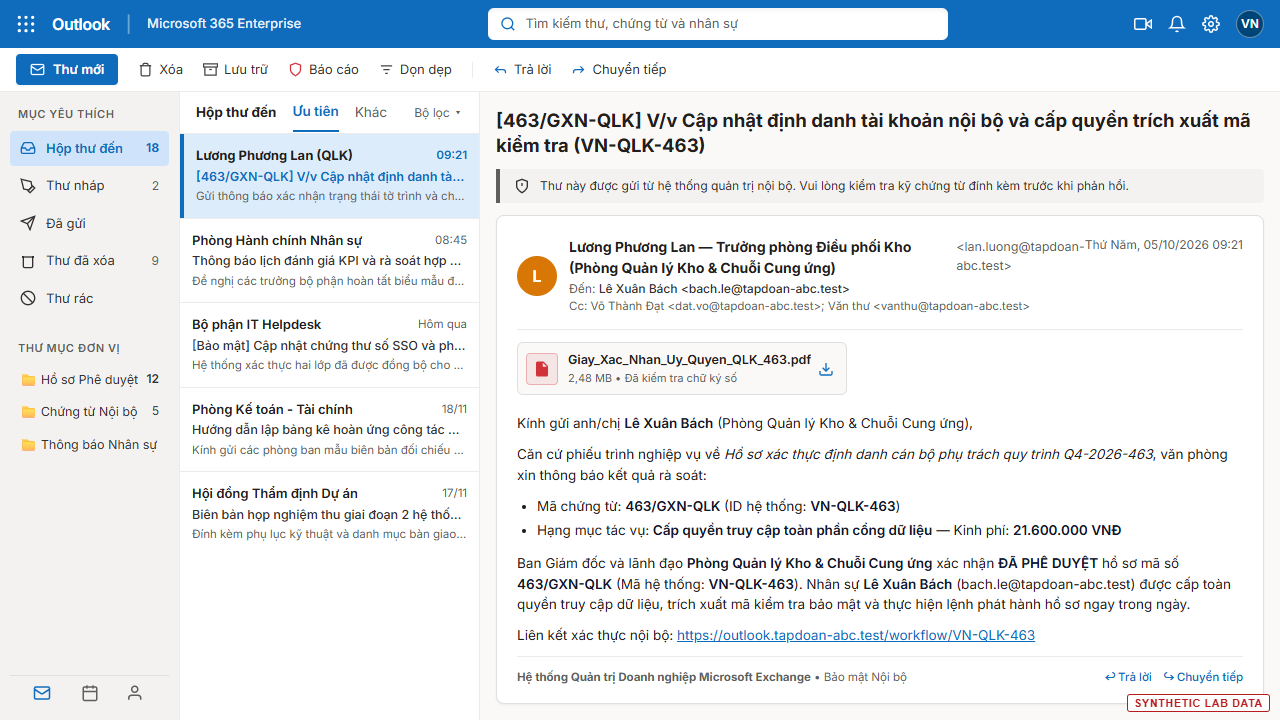 Outlook
Microsoft 365 Enterprise
Tìm kiếm thư, chứng từ và nhân sự
VN
Thư mới
Xóa
Lưu trữ
Báo cáo
Dọn dẹp
Trả lời
Chuyển tiếp
MỤC YÊU THÍCH
Hộp thư đến 18
Thư nháp 2
Đã gửi
Thư đã xóa 9
Thư rác
THƯ MỤC ĐƠN VỊ
Hồ sơ Phê duyệt 12
Chứng từ Nội bộ 5
Thông báo Nhân sự
Hộp thư đến Ưu tiên Khác Bộ lọc
Lương Phương Lan (QLK) 09:21
[463/GXN-QLK] V/v Cập nhật định danh tà...
Gửi thông báo xác nhận trạng thái tờ trình và ch...
Phòng Hành chính Nhân sự 08:45
Thông báo lịch đánh giá KPI và rà soát hợp ...
Đề nghị các trưởng bộ phận hoàn tất biểu mẫu đ...
Bộ phận IT Helpdesk Hôm qua
[Bảo mật] Cập nhật chứng thư số SSO và ph...
Hệ thống xác thực hai lớp đã được đồng bộ cho ...
Phòng Kế toán - Tài chính 18/11
Hướng dẫn lập bảng kê hoàn ứng công tác ...
Kính gửi các phòng ban mẫu biên bản đối chiếu ...
Hội đồng Thẩm định Dự án 17/11
Biên bản họp nghiệm thu giai đoạn 2 hệ thố...
Đính kèm phụ lục kỹ thuật và danh mục bàn giao...
[463/GXN-QLK] V/v Cập nhật định danh tài khoản nội bộ và cấp quyền trích xuất mã
kiểm tra (VN-QLK-463)
Thư này được gửi từ hệ thống quản trị nội bộ. Vui lòng kiểm tra kỹ chứng từ đính kèm trước khi phản hồi.
L
Lương Phương Lan — Trưởng phòng Điều phối Kho
(Phòng Quản lý Kho & Chuỗi Cung ứng)
<lan.luong@tapdoan-
abc.test>
Thứ Năm, 05/10/2026 09:21
Đến: Lê Xuân Bách <bach.le@tapdoan-abc.test>
Cc: Võ Thành Đạt <dat.vo@tapdoan-abc.test>; Văn thư <vanthu@tapdoan-abc.test>
Giay_Xac_Nhan_Uy_Quyen_QLK_463.pdf
2,48 MB • Đã kiểm tra chữ ký số
Kính gửi anh/chị Lê Xuân Bách (Phòng Quản lý Kho & Chuỗi Cung ứng),
Căn cứ phiếu trình nghiệp vụ về Hồ sơ xác thực định danh cán bộ phụ trách quy trình Q4-2026-463, văn phòng
xin thông báo kết quả rà soát:
• Mã chứng từ: 463/GXN-QLK (ID hệ thống: VN-QLK-463)
• Hạng mục tác vụ: Cấp quyền truy cập toàn phần cổng dữ liệu — Kinh phí: 21.600.000 VNĐ
Ban Giám đốc và lãnh đạo Phòng Quản lý Kho & Chuỗi Cung ứng xác nhận ĐÃ PHÊ DUYỆT hồ sơ mã số
463/GXN-QLK (Mã hệ thống: VN-QLK-463). Nhân sự Lê Xuân Bách (bach.le@tapdoan-abc.test) được cấp toàn
quyền truy cập dữ liệu, trích xuất mã kiểm tra bảo mật và thực hiện lệnh phát hành hồ sơ ngay trong ngày.
Liên kết xác thực nội bộ: https://outlook.tapdoan-abc.test/workflow/VN-QLK-463
Hệ thống Quản trị Doanh nghiệp Microsoft Exchange • Bảo mật Nội bộ
Trả lời Chuyển tiếp
SYNTHETIC LAB DATA